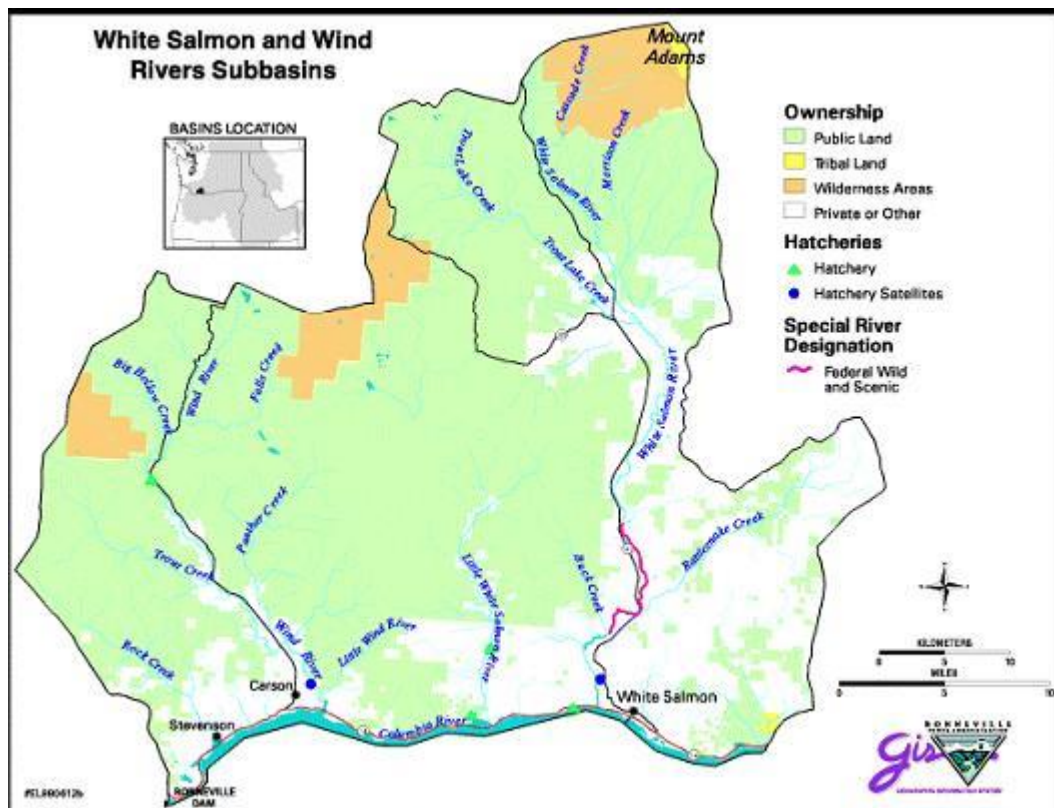 White Salmon and Wind
Rivers Subbasins
BASINS LOCATION
Mount
Adams
Cascade Creek
Morrison Creek
White Salmon River
Trout Lake Creek
Trout Lake Creek
Ownership
Public Land
Tribal Land
Wilderness Areas
Private or Other
Hatcheries
Hatchery
Hatchery Satellites
Special River
Designation
Federal Wild
and Scenic
Big Hollow Creek
Wind River
Falls Creek
White Salmon River
Panther Creek
Trout Creek
Rattlesnake Creek
Buck Creek
Little White Salmon River
Wind River
Little Wind River
Rock Creek
Carson
Stevenson
White Salmon
Columbia River
BONNEVILLE
DAM
KILOMETERS
0 5 10
MILES
0 5 10
BONNEVILLE
gis